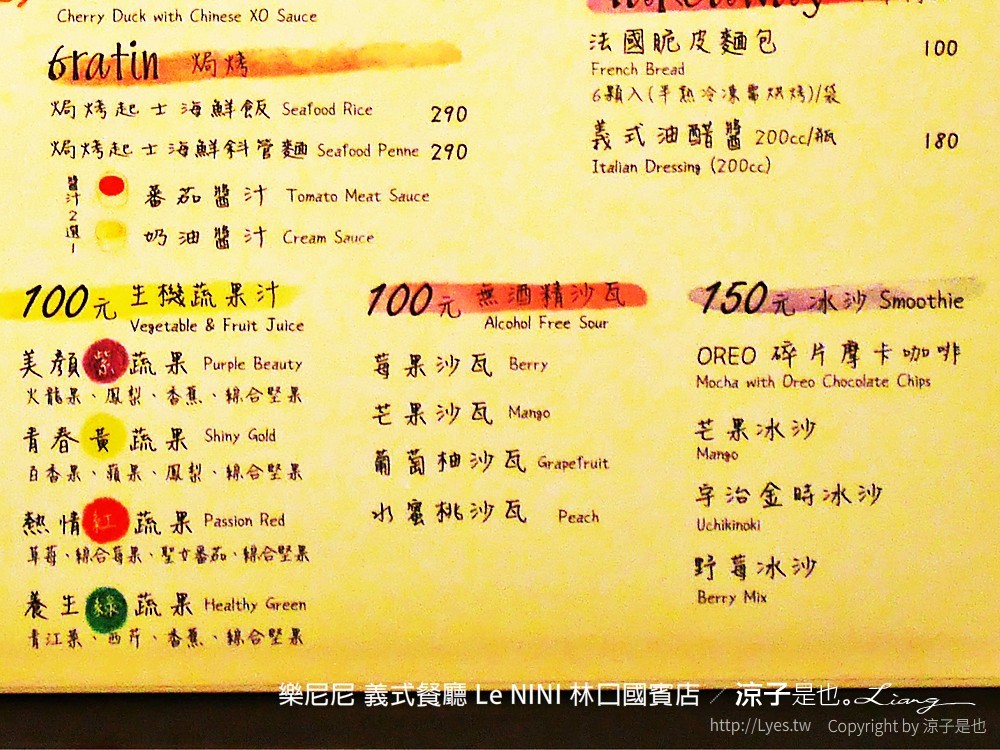 Cherry Duck with Chinese XO Sauce
Gratin 焗烤
焗烤起士海鮮飯 Seafood Rice 290
焗烤起士海鮮斜管麵 Seafood Penne 290
醬汁2選1
番茄醬汁 Tomato Meat Sauce
奶油醬汁 Cream Sauce
法國脆皮麵包 100
French Bread
6顆入(半熟冷凍需烘烤)/袋
義式油醋醬 200cc/瓶 180
Italian Dressing (200cc)
100元 生機蔬果汁
Vegetable & Fruit Juice
美顏紫蔬果 Purple Beauty
火龍果、鳳梨、香蕉、綜合堅果
青春黃蔬果 Shiny Gold
百香果、蘋果、鳳梨、綜合堅果
熱情紅蔬果 Passion Red
草莓、綜合莓果、聖女番茄、綜合堅果
養生綠蔬果 Healthy Green
青江菜、西芹、香蕉、綜合堅果
100元 無酒精沙瓦
Alcohol Free Sour
莓果沙瓦 Berry
芒果沙瓦 Mango
葡萄柚沙瓦 Grapefruit
水蜜桃沙瓦 Peach
150元 冰沙 Smoothie
OREO 碎片摩卡咖啡
Mocha with Oreo Chocolate Chips
芒果冰沙
Mango
宇治金時冰沙
Uchikinoki
野莓冰沙
Berry Mix
樂尼尼 義式餐廳 Le NINI 林口國賓店 / 涼子是也。Liang
http://Lyes.tw Copyright by 涼子是也